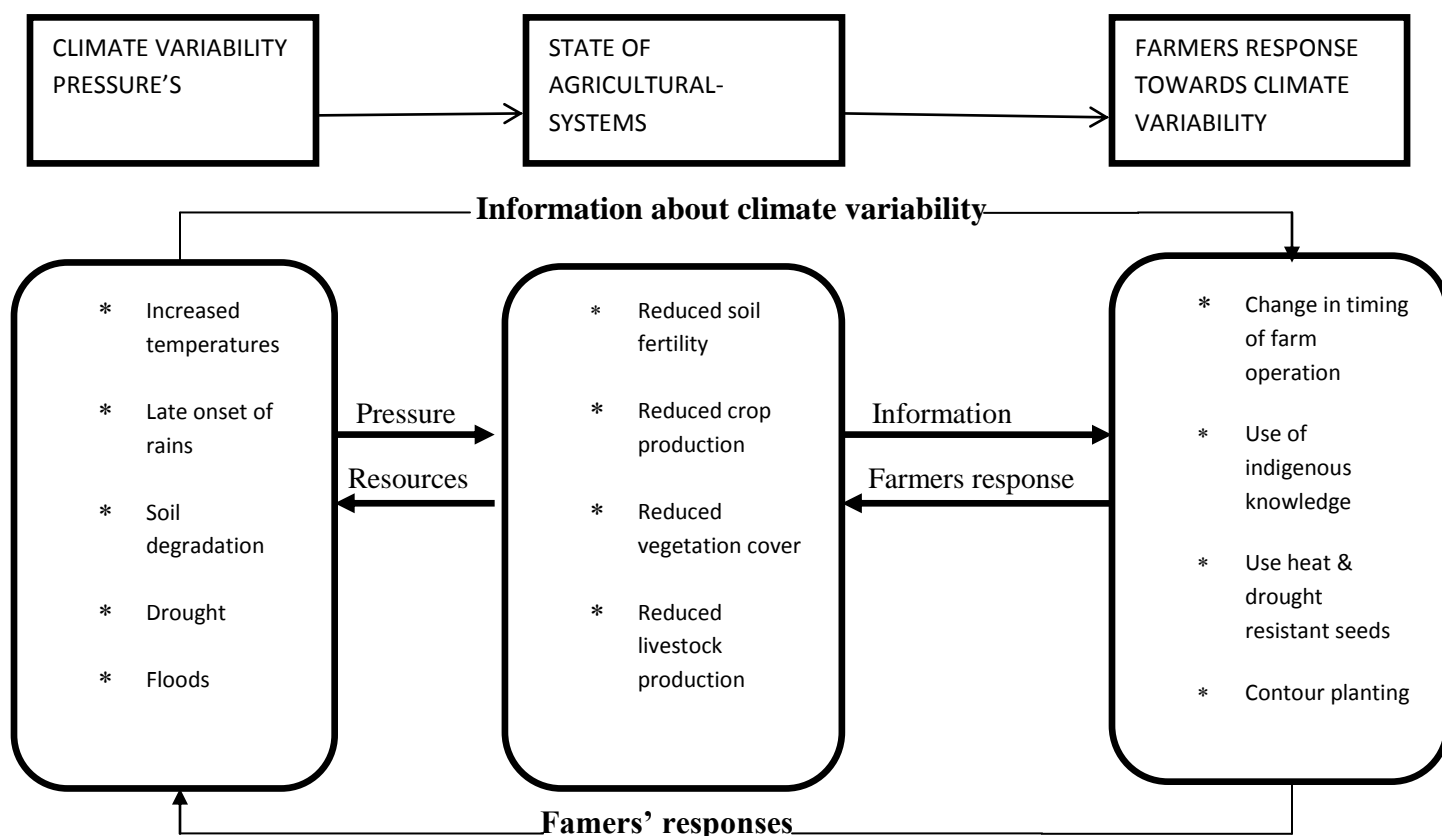 CLIMATE VARIABILITY
PRESSURE’S
STATE OF
AGRICULTURAL-
SYSTEMS
FARMERS RESPONSE
TOWARDS CLIMATE
VARIABILITY
Information about climate variability
* Increased
temperatures
* Late onset of
rains
* Soil
degradation
* Drought
* Floods
Pressure
Resources
* Reduced soil
fertility
* Reduced crop
production
* Reduced
vegetation cover
* Reduced
livestock
production
Information
Farmers response
* Change in timing
of farm
operation
* Use of
indigenous
knowledge
* Use heat &
drought
resistant seeds
* Contour planting
Famers’ responses